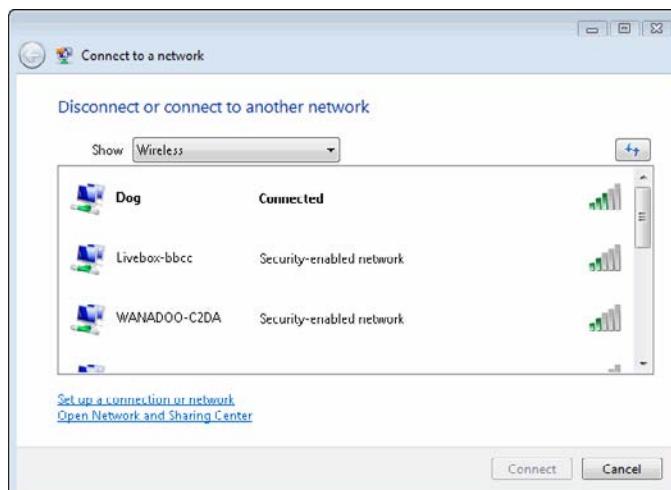 Connect to a network
Disconnect or connect to another network
Show Wireless
Dog Connected
Livebox-bbcc Security-enabled network
WANADOO-C2DA Security-enabled network
Set up a connection or network
Open Network and Sharing Center
Connect Cancel